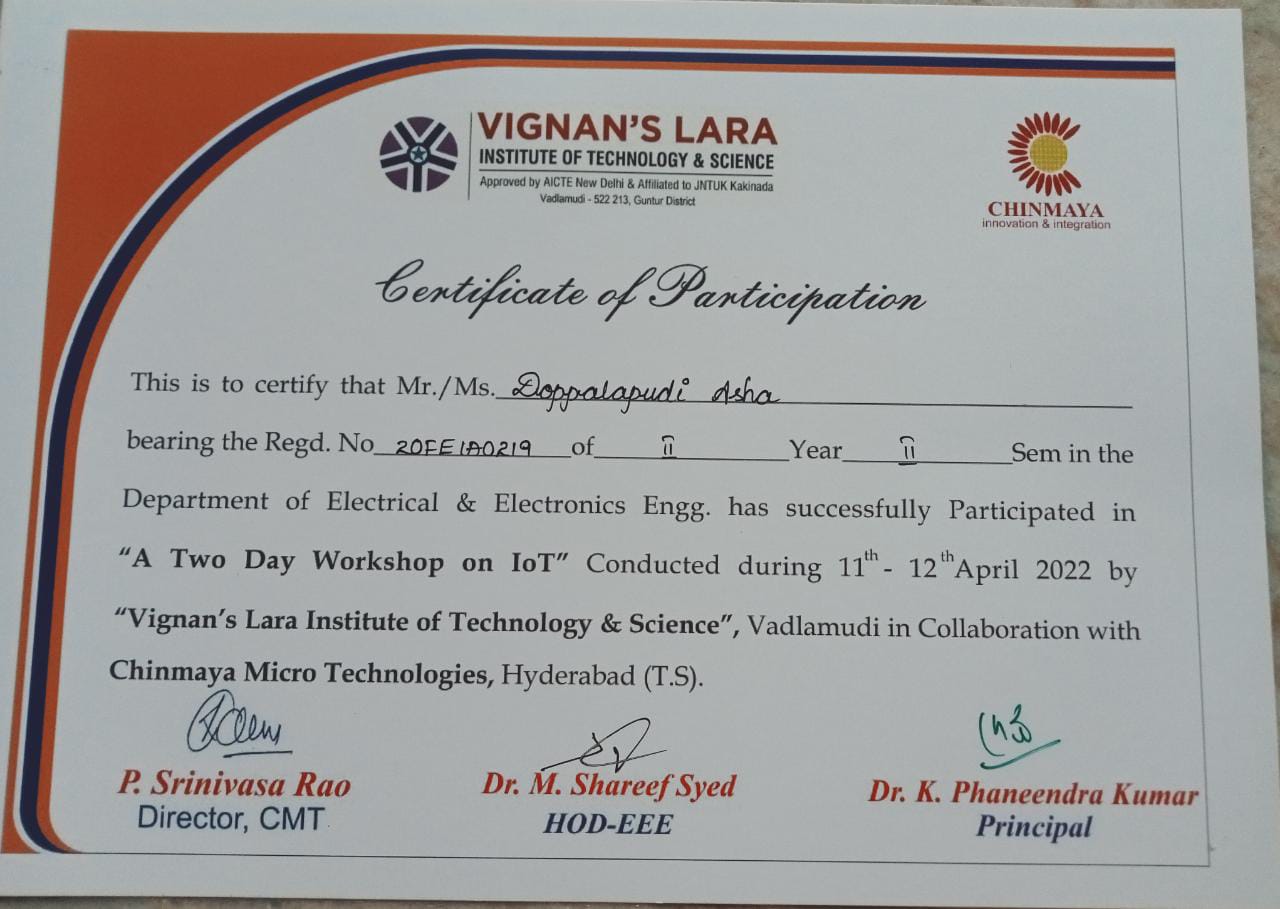 VIGNAN'S LARA
INSTITUTE OF TECHNOLOGY & SCIENCE
Approved by AICTE New Delhi & Affiliated to JNTUK Kakinada
Vadlamudi - 522 213, Guntur District
CHINMAYA
innovation & integration
Certificate of Participation
This is to certify that Mr./Ms. Doppalapudi Asha
bearing the Regd. No 20FE1A0219 of II Year II Sem in the
Department of Electrical & Electronics Engg. has successfully Participated in
“A Two Day Workshop on IoT” Conducted during 11th - 12th April 2022 by
“Vignan's Lara Institute of Technology & Science”, Vadlamudi in Collaboration with
Chinmaya Micro Technologies, Hyderabad (T.S).
P. Srinivasa Rao
Director, CMT
Dr. M. Shareef Syed
HOD-EEE
Dr. K. Phaneendra Kumar
Principal